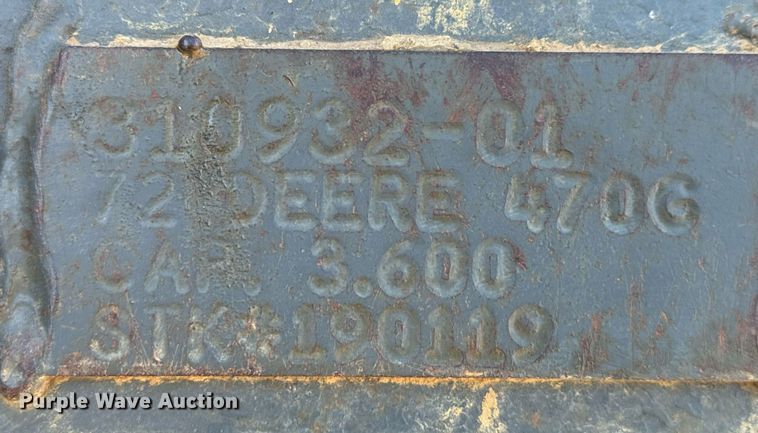 310932-01
72" DEERE 470G
CAP. 3.600
STK#190119
Purple Wave Auction